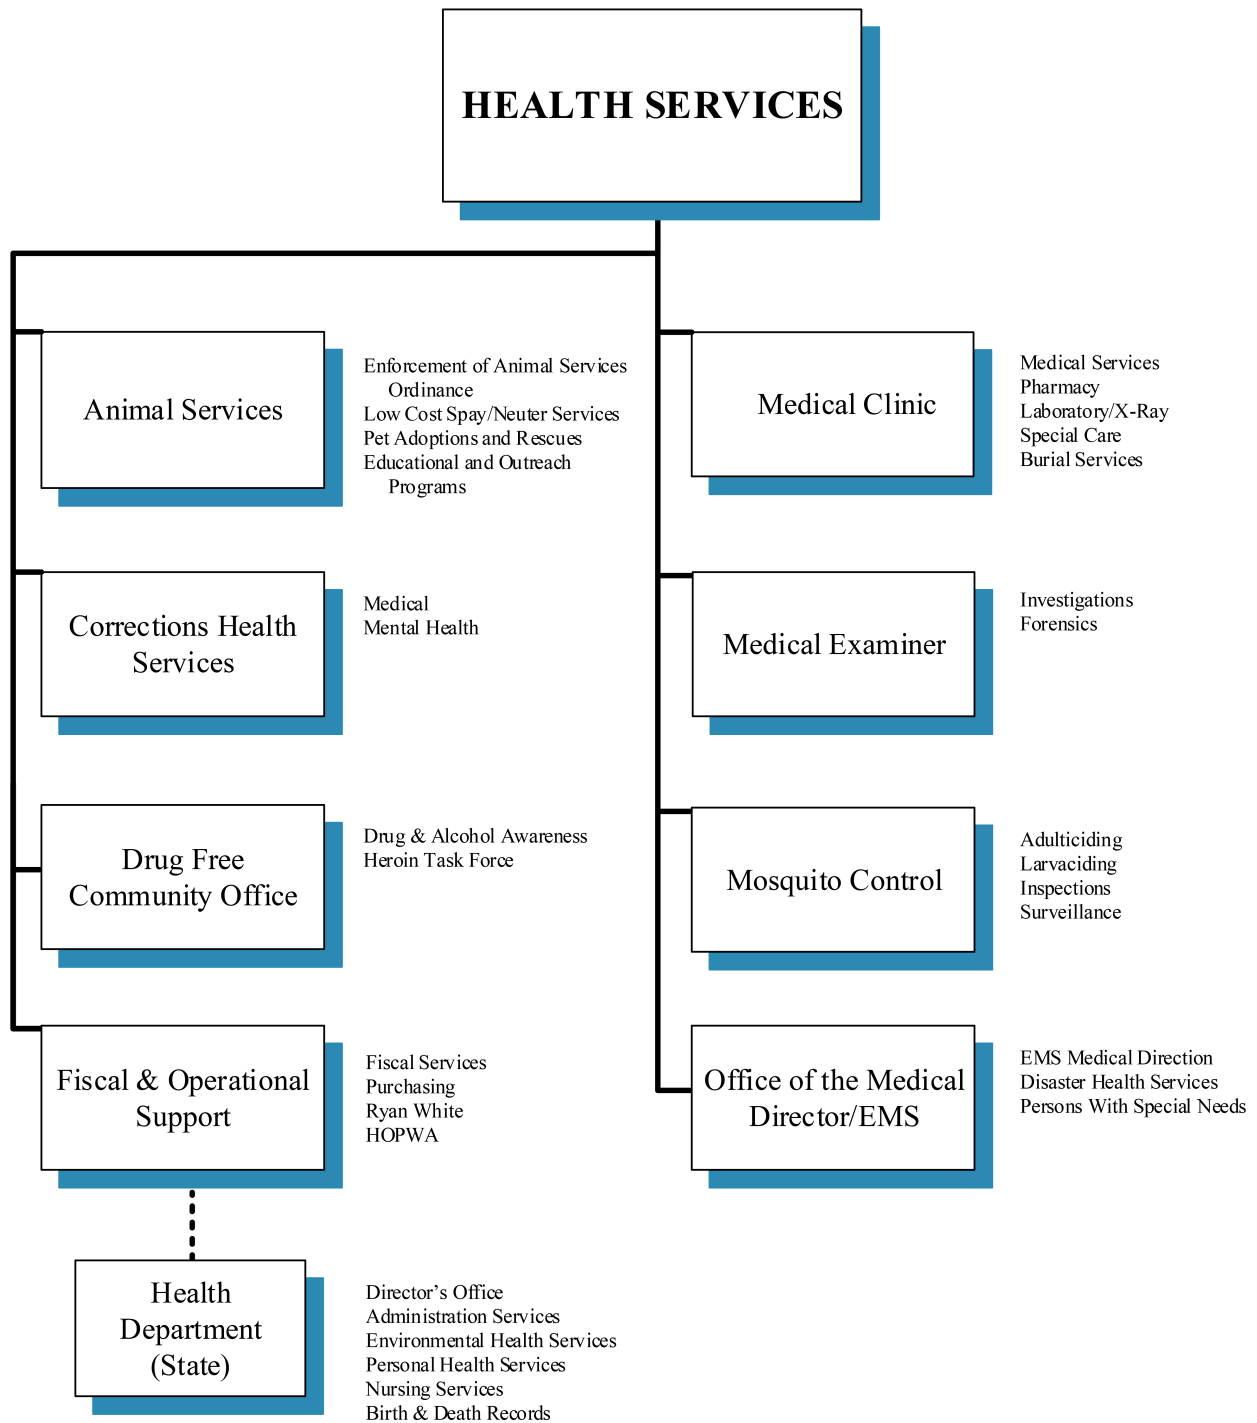 HEALTH SERVICES
Animal Services
Enforcement of Animal Services
Ordinance
Low Cost Spay/Neuter Services
Pet Adoptions and Rescues
Educational and Outreach
Programs
Corrections Health
Services
Medical
Mental Health
Drug Free
Community Office
Drug & Alcohol Awareness
Heroin Task Force
Fiscal & Operational
Support
Fiscal Services
Purchasing
Ryan White
HOPWA
Health
Department
(State)
Director’s Office
Administration Services
Environmental Health Services
Personal Health Services
Nursing Services
Birth & Death Records
Medical Clinic
Medical Services
Pharmacy
Laboratory/X-Ray
Special Care
Burial Services
Medical Examiner
Investigations
Forensics
Mosquito Control
Adulticiding
Larvaciding
Inspections
Surveillance
Office of the Medical
Director/EMS
EMS Medical Direction
Disaster Health Services
Persons With Special Needs